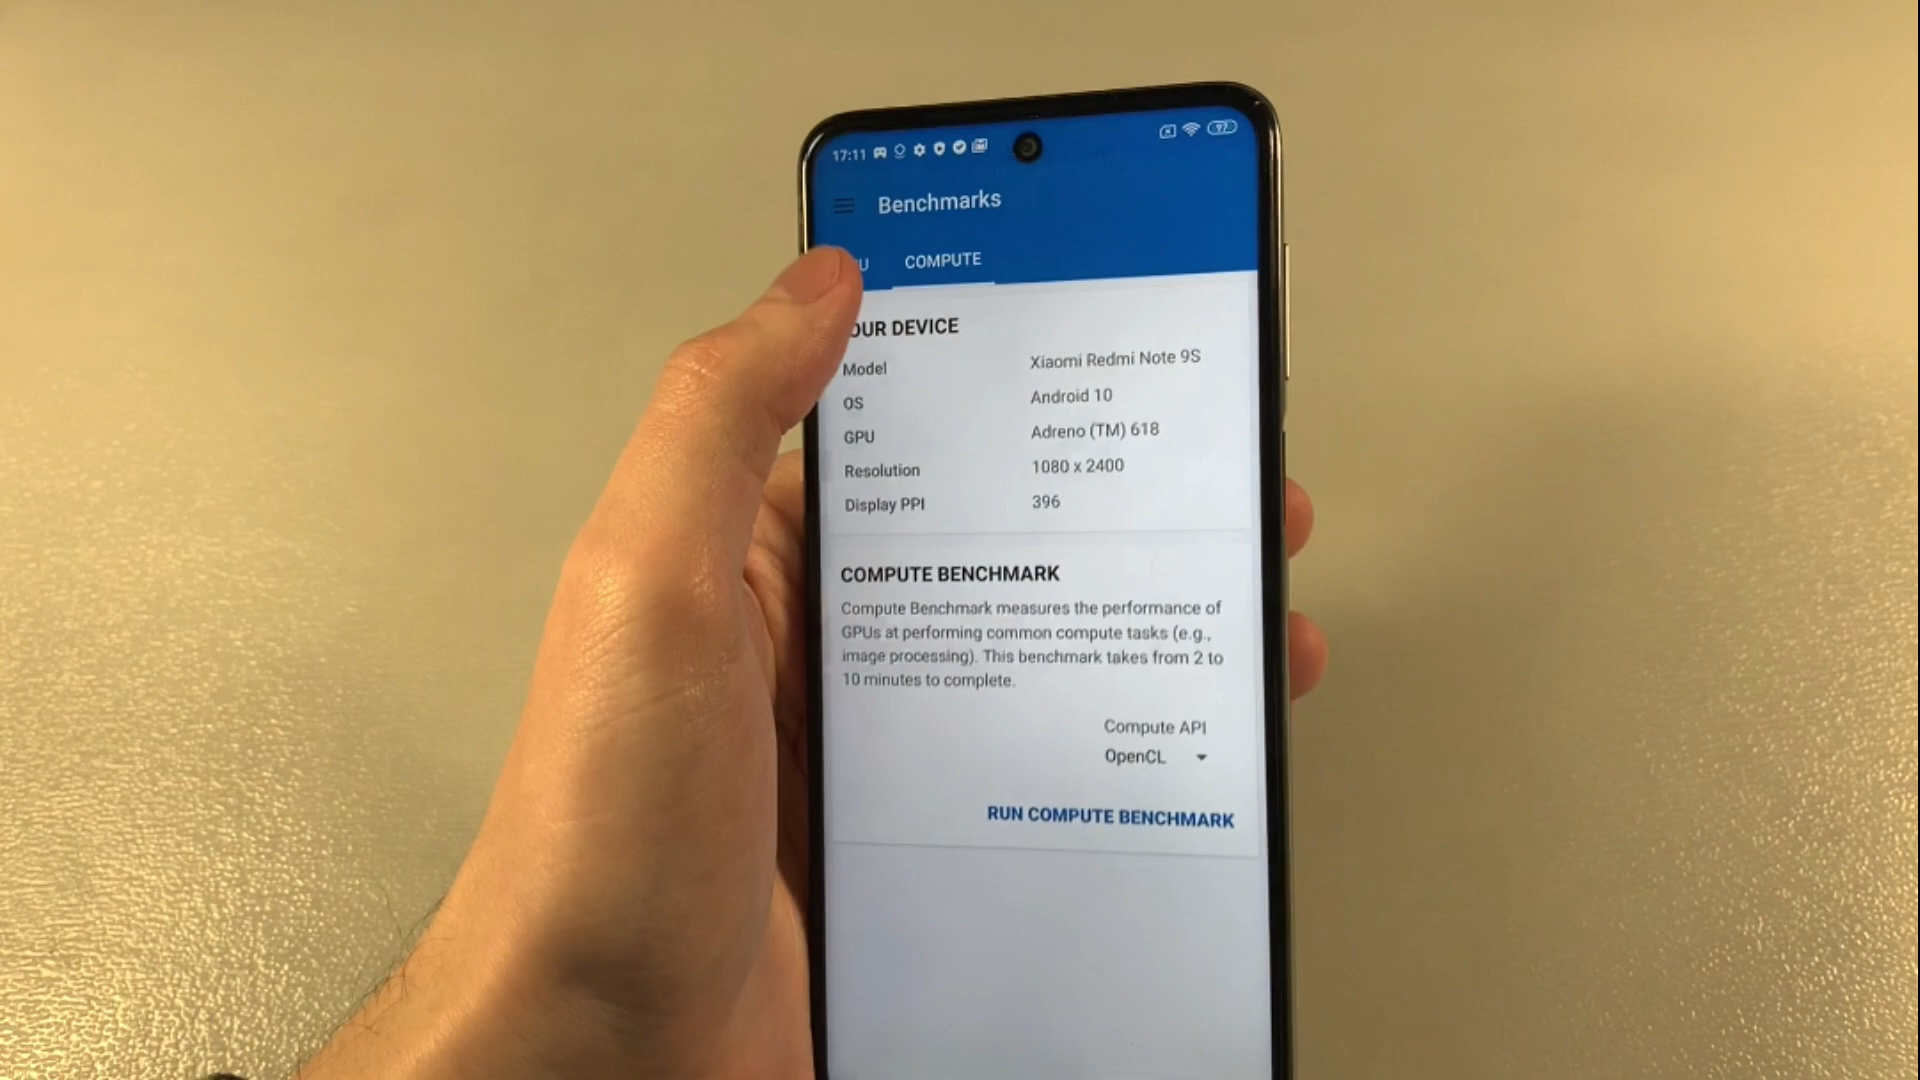 17:11 97
Benchmarks
U COMPUTE
OUR DEVICE
Model Xiaomi Redmi Note 9S
OS Android 10
GPU Adreno (TM) 618
Resolution 1080 x 2400
Display PPI 396
COMPUTE BENCHMARK
Compute Benchmark measures the performance of
GPUs at performing common compute tasks (e.g.,
image processing). This benchmark takes from 2 to
10 minutes to complete.
Compute API
OpenCL
RUN COMPUTE BENCHMARK